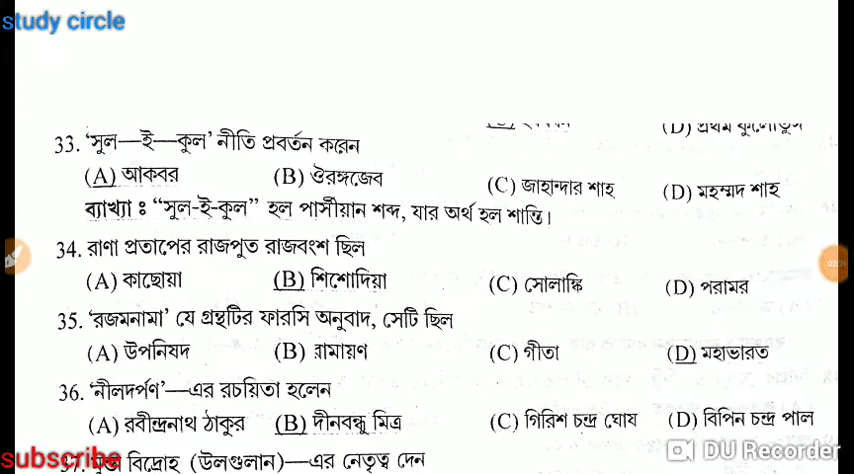 study circle
(D) প্রথম কুলোতুঙ্গ
33. ‘সুল—ই—কুল’ নীতি প্রবর্তন করেন
(A) আকবর (B) ঔরঙ্গজেব (C) জাহান্দার শাহ (D) মহম্মদ শাহ
ব্যাখ্যা ঃ “সুল-ই-কুল” হল পার্সীয়ান শব্দ, যার অর্থ হল শান্তি।
34. রাণা প্রতাপের রাজপুত রাজবংশ ছিল
(A) কাছোয়া (B) শিশোদিয়া (C) সোলাঙ্কি (D) পরামর
35. ‘রজমনামা’ যে গ্রন্থটির ফারসি অনুবাদ, সেটি ছিল
(A) উপনিষদ (B) রামায়ণ (C) গীতা (D) মহাভারত
36. ‘নীলদর্পণ’—এর রচয়িতা হলেন
(A) রবীন্দ্রনাথ ঠাকুর (B) দীনবন্ধু মিত্র (C) গিরিশ চন্দ্র ঘোষ (D) বিপিন চন্দ্র পাল
subscribe
DU Recorder
37. মুন্ডা বিদ্রোহ (উলগুলান)—এর নেতৃত্ব দেন